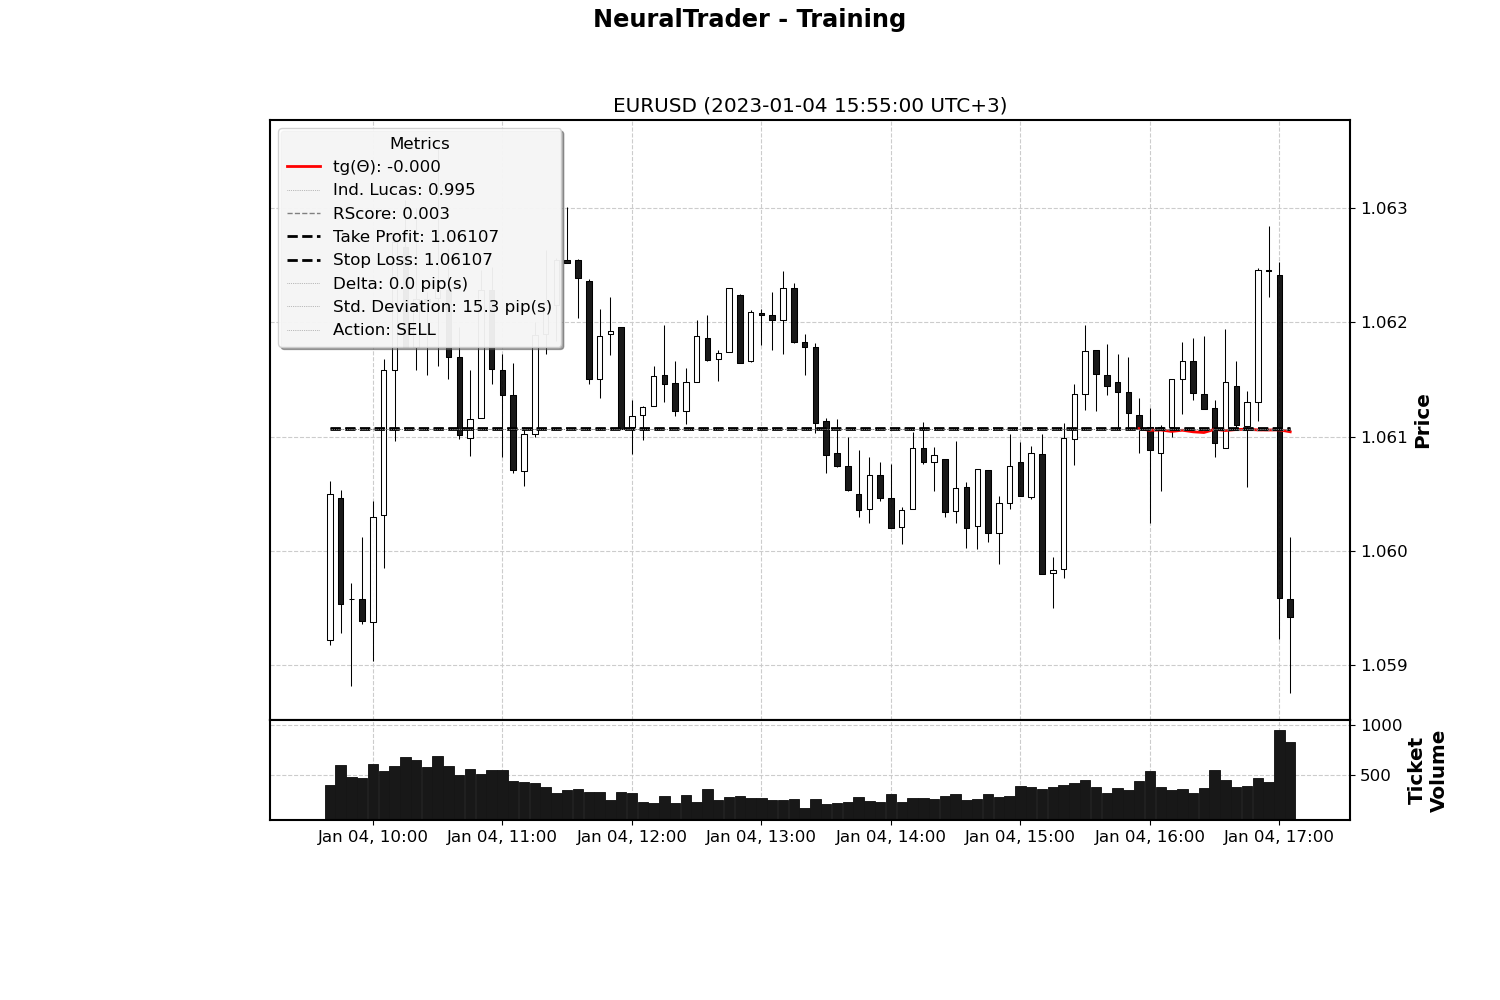 NeuralTrader - Training
EURUSD (2023-01-04 15:55:00 UTC+3)
Metrics
tg(Θ): -0.000
Ind. Lucas: 0.995
RScore: 0.003
Take Profit: 1.06107
Stop Loss: 1.06107
Delta: 0.0 pip(s)
Std. Deviation: 15.3 pip(s)
Action: SELL
1.063
1.062
1.061
1.060
1.059
Price
1000
500
Ticket
Volume
Jan 04, 10:00
Jan 04, 11:00
Jan 04, 12:00
Jan 04, 13:00
Jan 04, 14:00
Jan 04, 15:00
Jan 04, 16:00
Jan 04, 17:00